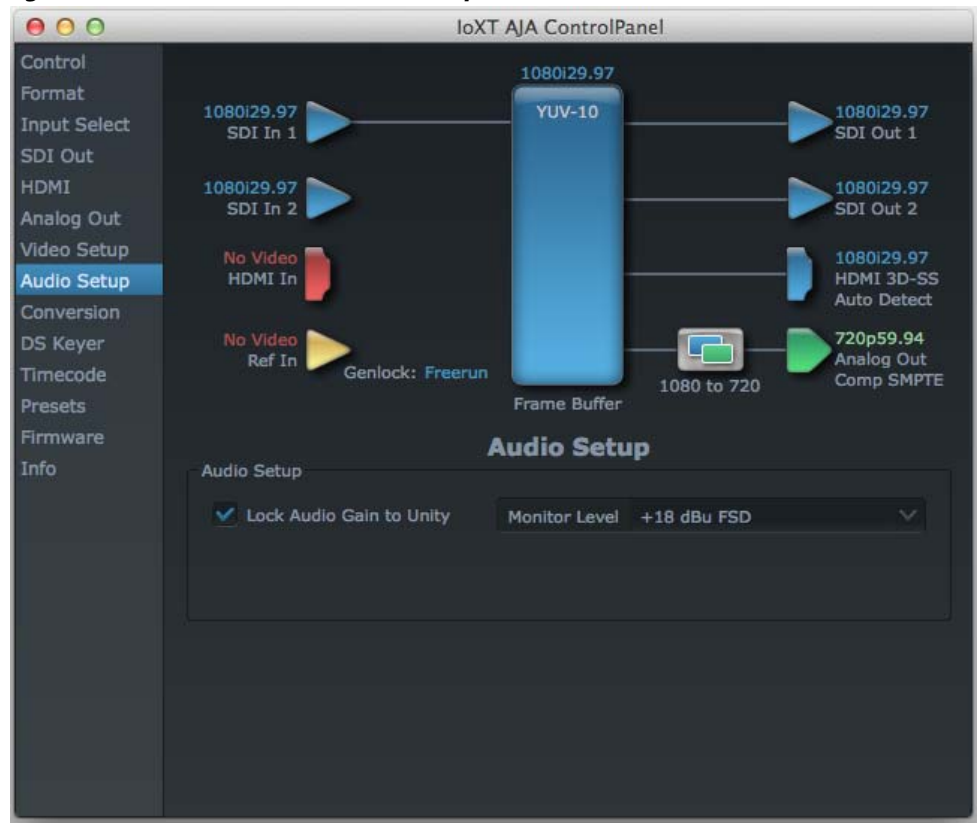 IoXT AJA ControlPanel
Control
Format
Input Select
SDI Out
HDMI
Analog Out
Video Setup
Audio Setup
Conversion
DS Keyer
Timecode
Presets
Firmware
Info
1080i29.97
YUV-10
1080i29.97
SDI In 1
1080i29.97
SDI In 2
No Video
HDMI In
No Video
Ref In
Genlock: Freerun
Frame Buffer
1080i29.97
SDI Out 1
1080i29.97
SDI Out 2
1080i29.97
HDMI 3D-SS
Auto Detect
1080 to 720
720p59.94
Analog Out
Comp SMPTE
Audio Setup
Audio Setup
Lock Audio Gain to Unity
Monitor Level +18 dBu FSD